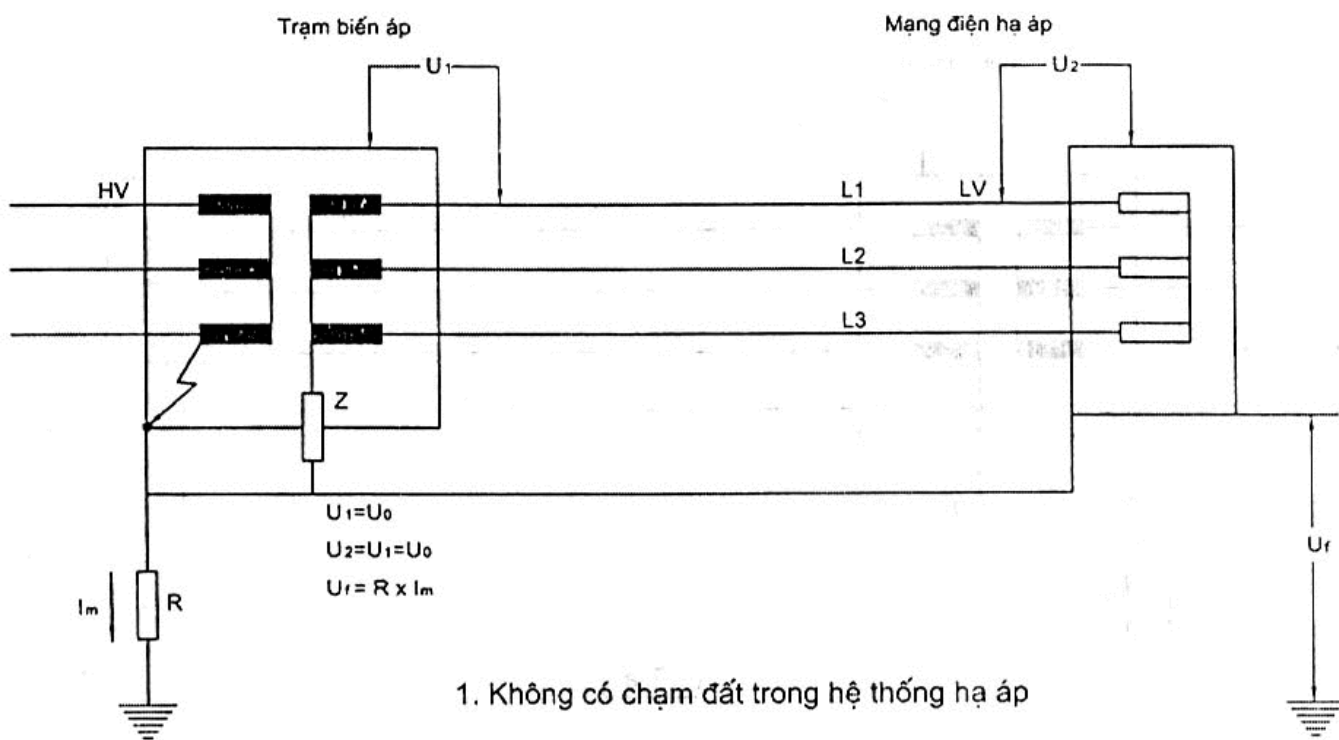 Trạm biến áp
Mạng điện hạ áp
U₁
U₂
HV
L1
LV
L2
L3
Z
U₁=U₀
U₂=U₁=U₀
Uf = R x Im
Uf
Im
R
1. Không có chạm đất trong hệ thống hạ áp